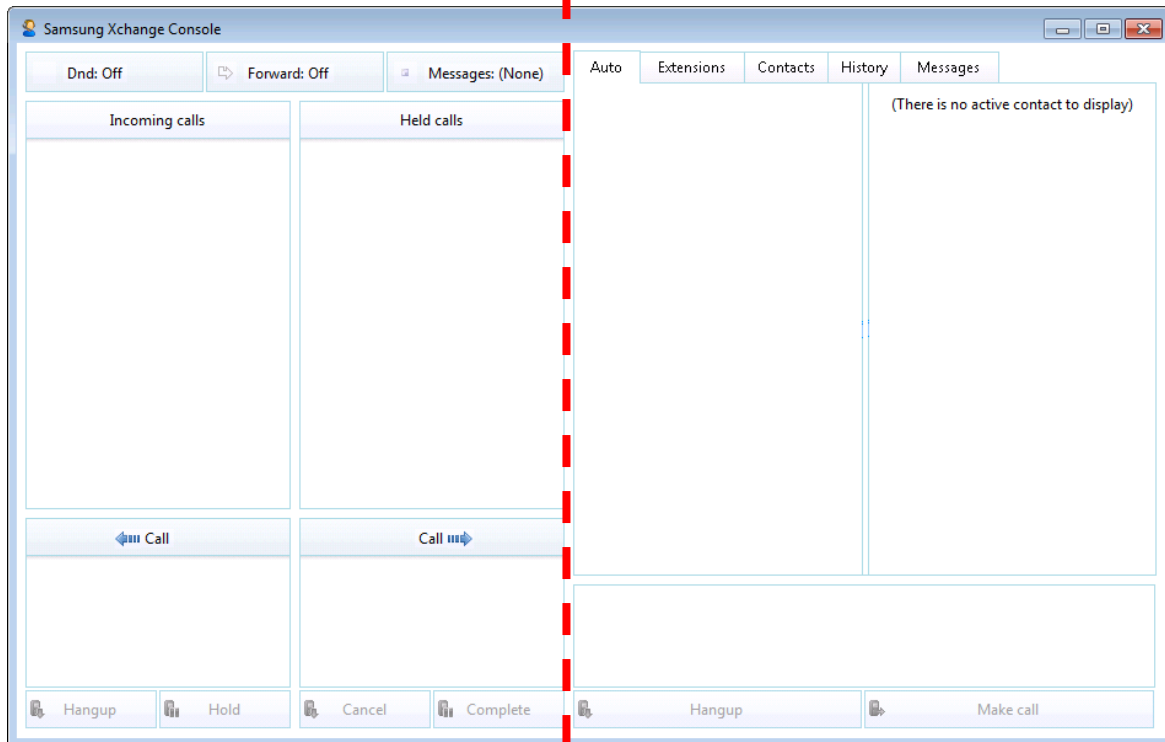 Samsung Xchange Console
Dnd: Off
Forward: Off
Messages: (None)
Auto
Extensions
Contacts
History
Messages
Incoming calls
Held calls
(There is no active contact to display)
Call
Call
Hangup
Hold
Cancel
Complete
Hangup
Make call